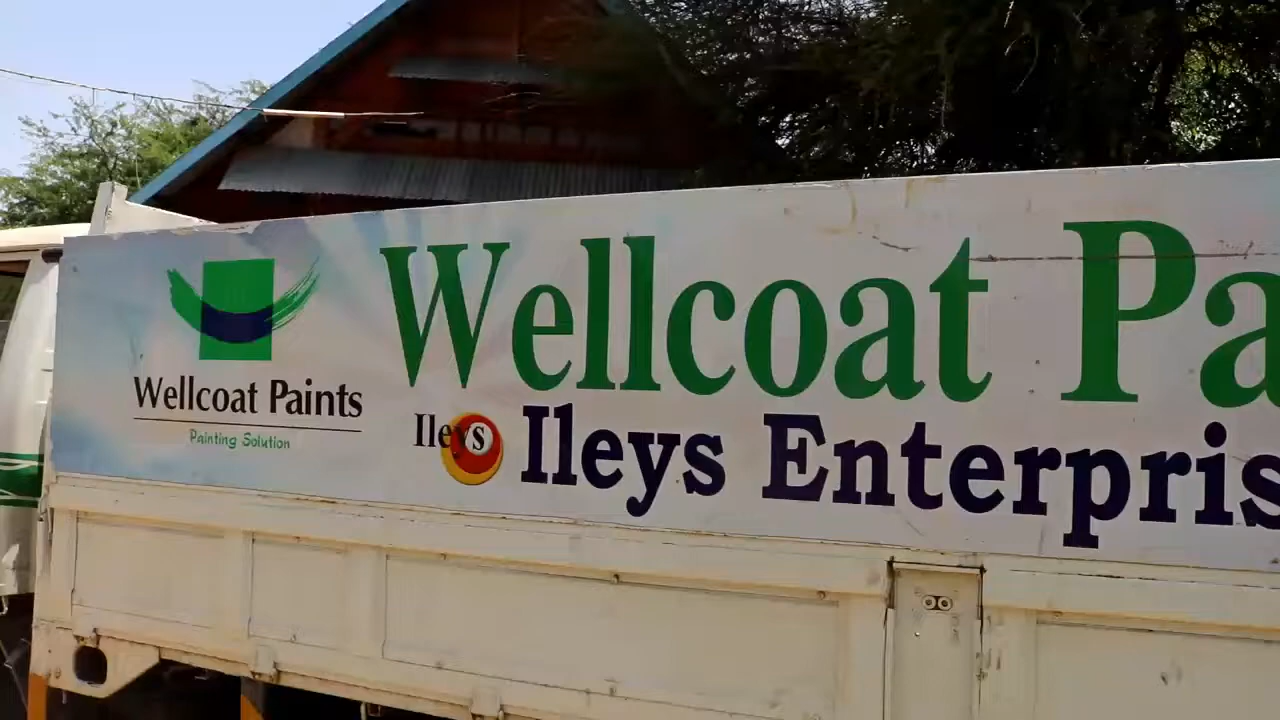 Wellcoat Paints
Painting Solution
Wellcoat Pa
Ileys
Ileys Enterpris